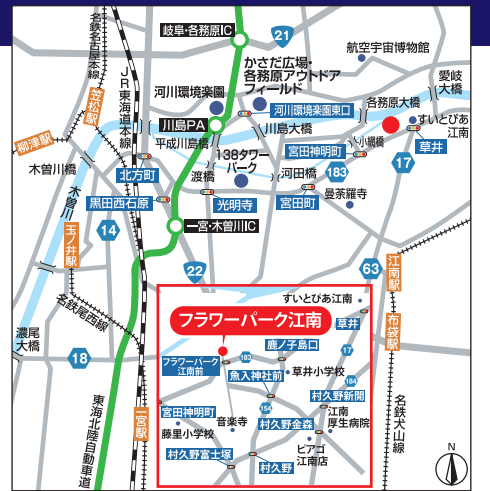 岐阜・各務原IC
21
名鉄名古屋本線
JR東海道本線
航空宇宙博物館
かさだ広場・
各務原アウトドア
フィールド
愛岐
大橋
河川環境楽園
笠松駅
河川環境楽園東口
各務原大橋
すいとぴあ
江南
川島PA
川島大橋
草井
柳津駅
平成川島橋
小網橋
宮田神明町
17
木曽川橋
渡橋
138タワー
パーク
183
北方町
河田橋
曼荼羅寺
木曽川
黒田西石原
光明寺
宮田町
玉ノ井駅
14
一宮・木曽川IC
22
63
江南駅
名鉄尾西線
すいとぴあ江南
フラワーパーク江南
草井
布袋駅
濃尾
大橋
鹿ノ子島口
17
18
フラワーパーク
江南前
183
草井小学校
魚入神社前
184
村久野新開
一宮駅
宮田神明町
154
江南
厚生病院
藤里小学校
音楽寺
村久野金森
名鉄犬山線
東海北陸自動車道
ピアゴ
江南店
村久野富士塚
村久野
N